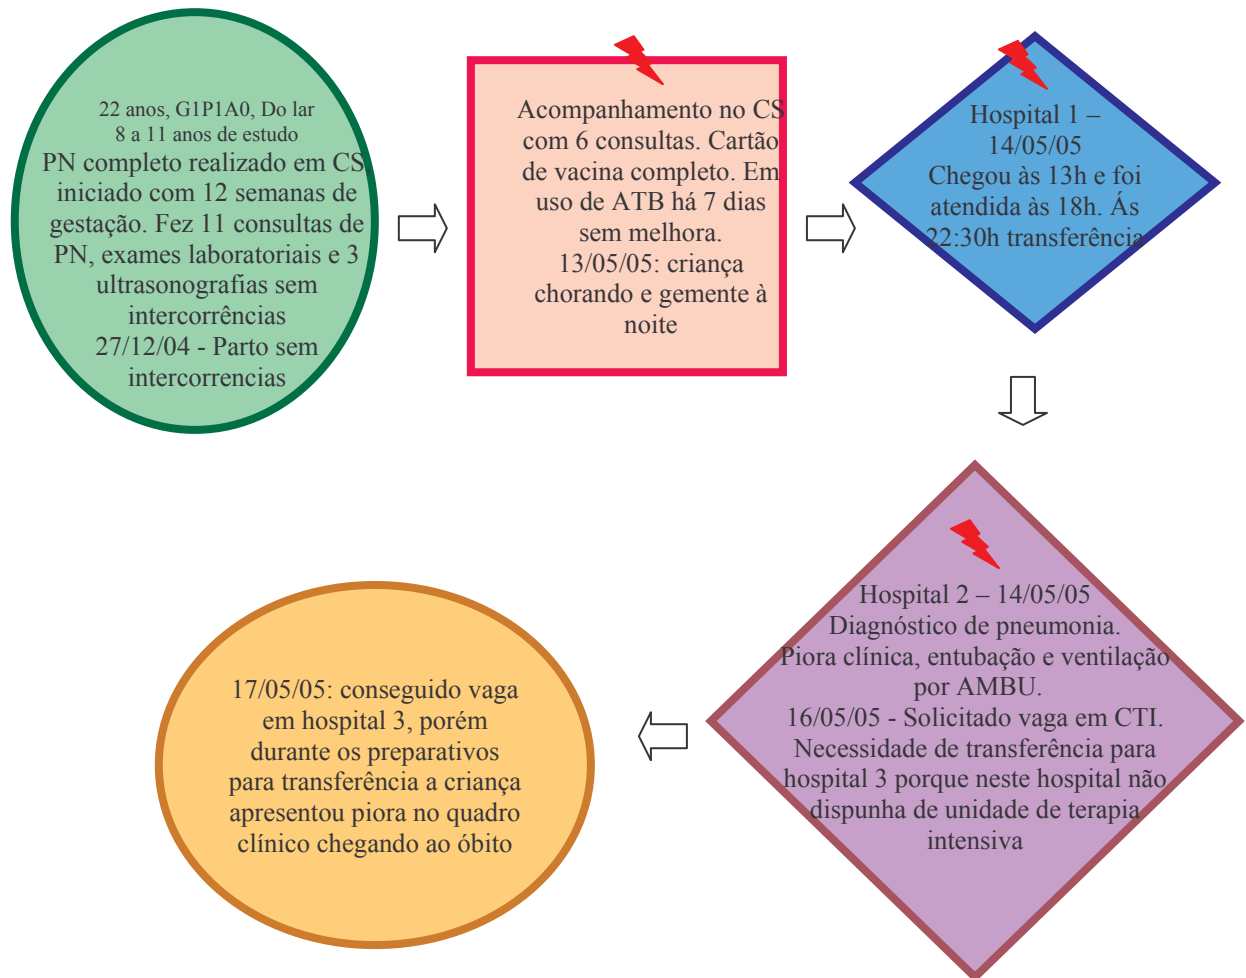 22 anos, G1P1A0, Do lar
8 a 11 anos de estudo
PN completo realizado em CS,
iniciado com 12 semanas de
gestação. Fez 11 consultas de
PN, exames laboratoriais e 3
ultrasonografias sem
intercorrências
27/12/04 - Parto sem
intercorrencias
Acompanhamento no CS
com 6 consultas. Cartão
de vacina completo. Em
uso de ATB há 7 dias
sem melhora.
13/05/05: criança
chorando e gemente à
noite
Hospital 1 –
14/05/05
Chegou às 13h e foi
atendida às 18h. Ás
22:30h transferência
Hospital 2 – 14/05/05
Diagnóstico de pneumonia.
Piora clínica, entubação e ventilação
por AMBU.
16/05/05 - Solicitado vaga em CTI.
Necessidade de transferência para
hospital 3 porque neste hospital não
dispunha de unidade de terapia
intensiva
17/05/05: conseguido vaga
em hospital 3, porém
durante os preparativos
para transferência a criança
apresentou piora no quadro
clínico chegando ao óbito